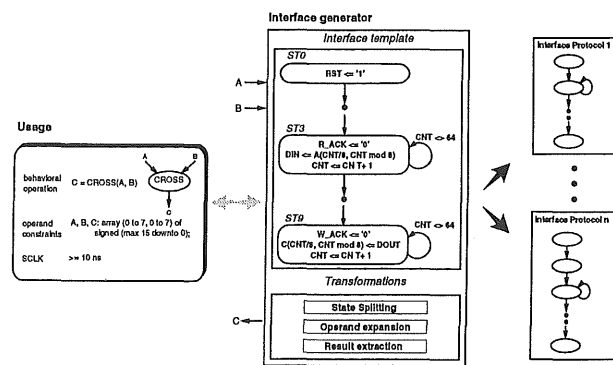 Interface generator
Interface template
ST0
RST <= '1'
A
B
ST3
R_ACK <= '0'
DIN <= A(CNT/8, CNT mod 8)
CNT <= CNT+ 1
CNT <> 64
ST9
W_ACK <= '0'
C(CNT/8, CNT mod 8) <= DOUT
CNT <= CNT+ 1
CNT <> 64
Transformations
State Splitting
Operand expansion
Result extraction
C
Usage
A
B
behavioral
operation
C = CROSS(A, B)
CROSS
C
operand
constraints
A, B, C: array (0 to 7, 0 to 7) of
signed (max 15 downto 0);
SCLK
>= 10 ns
Interface Protocol 1
Interface Protocol n